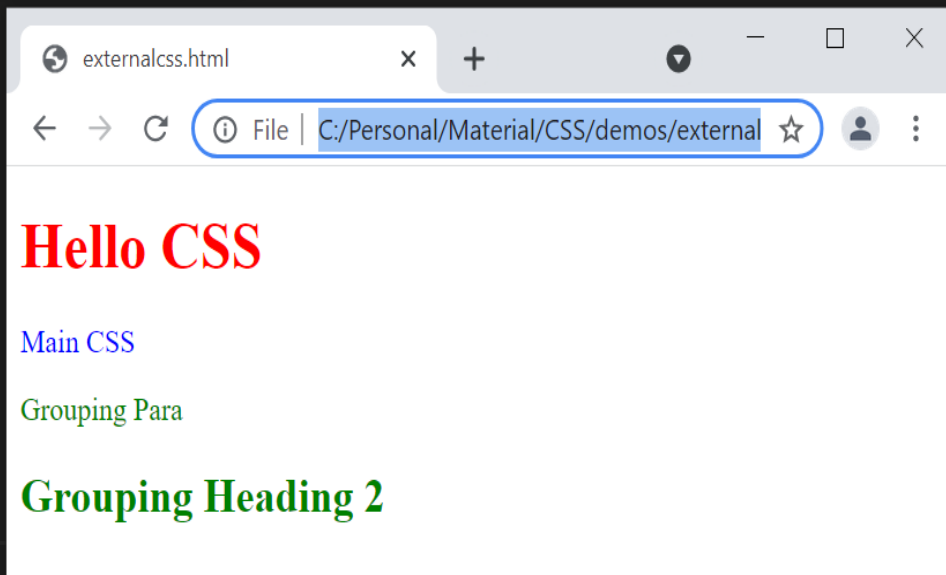 externalcss.html
File C:/Personal/Material/CSS/demos/external
Hello CSS
Main CSS
Grouping Para
Grouping Heading 2